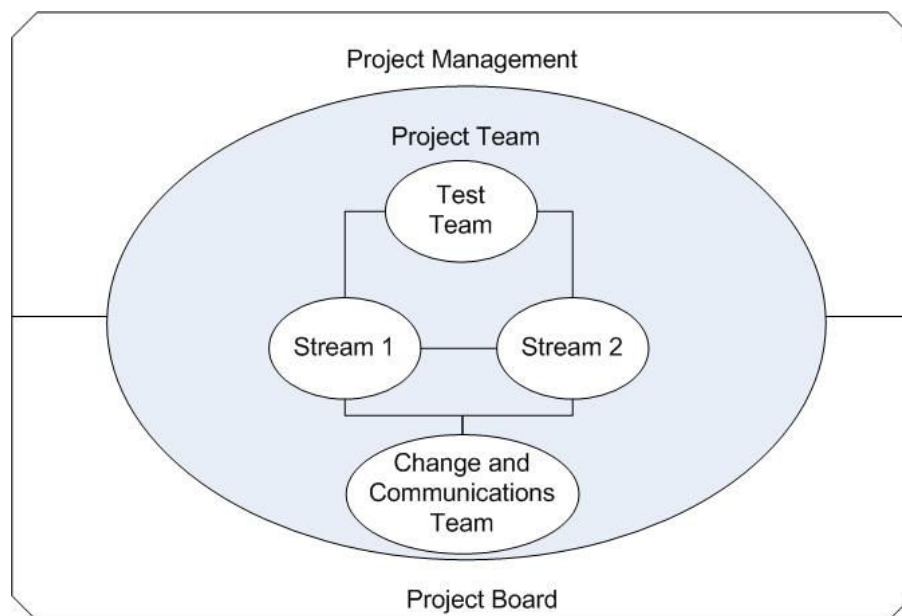 Project Management
Project Team
Test
Team
Stream 1
Stream 2
Change and
Communications
Team
Project Board